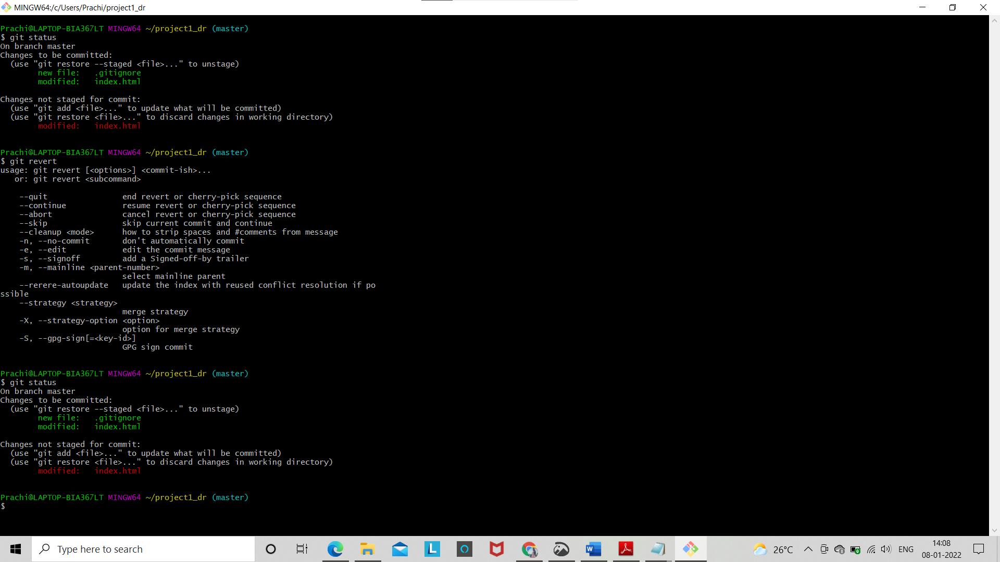 MINGW64:/c/Users/Prachi/project1_dr
Prachi@LAPTOP-BIA367LT MINGW64 ~/project1_dr (master)
$ git status
On branch master
Changes to be committed:
  (use "git restore --staged <file>..." to unstage)
        new file:   .gitignore
        modified:   index.html
Changes not staged for commit:
  (use "git add <file>..." to update what will be committed)
  (use "git restore <file>..." to discard changes in working directory)
        modified:   index.html
Prachi@LAPTOP-BIA367LT MINGW64 ~/project1_dr (master)
$ git revert
usage: git revert [<options>] <commit-ish>...
   or: git revert <subcommand>
    --quit                end revert or cherry-pick sequence
    --continue            resume revert or cherry-pick sequence
    --abort               cancel revert or cherry-pick sequence
    --skip                skip current commit and continue
    --cleanup <mode>      how to strip spaces and #comments from message
    -n, --no-commit       don't automatically commit
    -e, --edit            edit the commit message
    -s, --signoff         add a Signed-off-by trailer
    -m, --mainline <parent-number>
                          select mainline parent
    --rerere-autoupdate   update the index with reused conflict resolution if po
ssible
    --strategy <strategy>
                          merge strategy
    -X, --strategy-option <option>
                          option for merge strategy
    -S, --gpg-sign[=<key-id>]
                          GPG sign commit
Prachi@LAPTOP-BIA367LT MINGW64 ~/project1_dr (master)
$ git status
On branch master
Changes to be committed:
  (use "git restore --staged <file>..." to unstage)
        new file:   .gitignore
        modified:   index.html
Changes not staged for commit:
  (use "git add <file>..." to update what will be committed)
  (use "git restore <file>..." to discard changes in working directory)
        modified:   index.html
Prachi@LAPTOP-BIA367LT MINGW64 ~/project1_dr (master)
$
Type here to search
L
W
26°C
ENG
14:08
08-01-2022